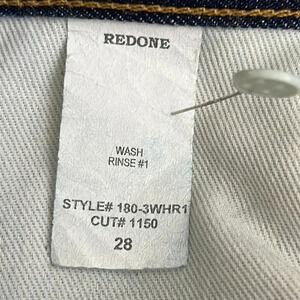 REDONE
WASH
RINSE #1
STYLE# 180-3WHR1
CUT# 1150
28